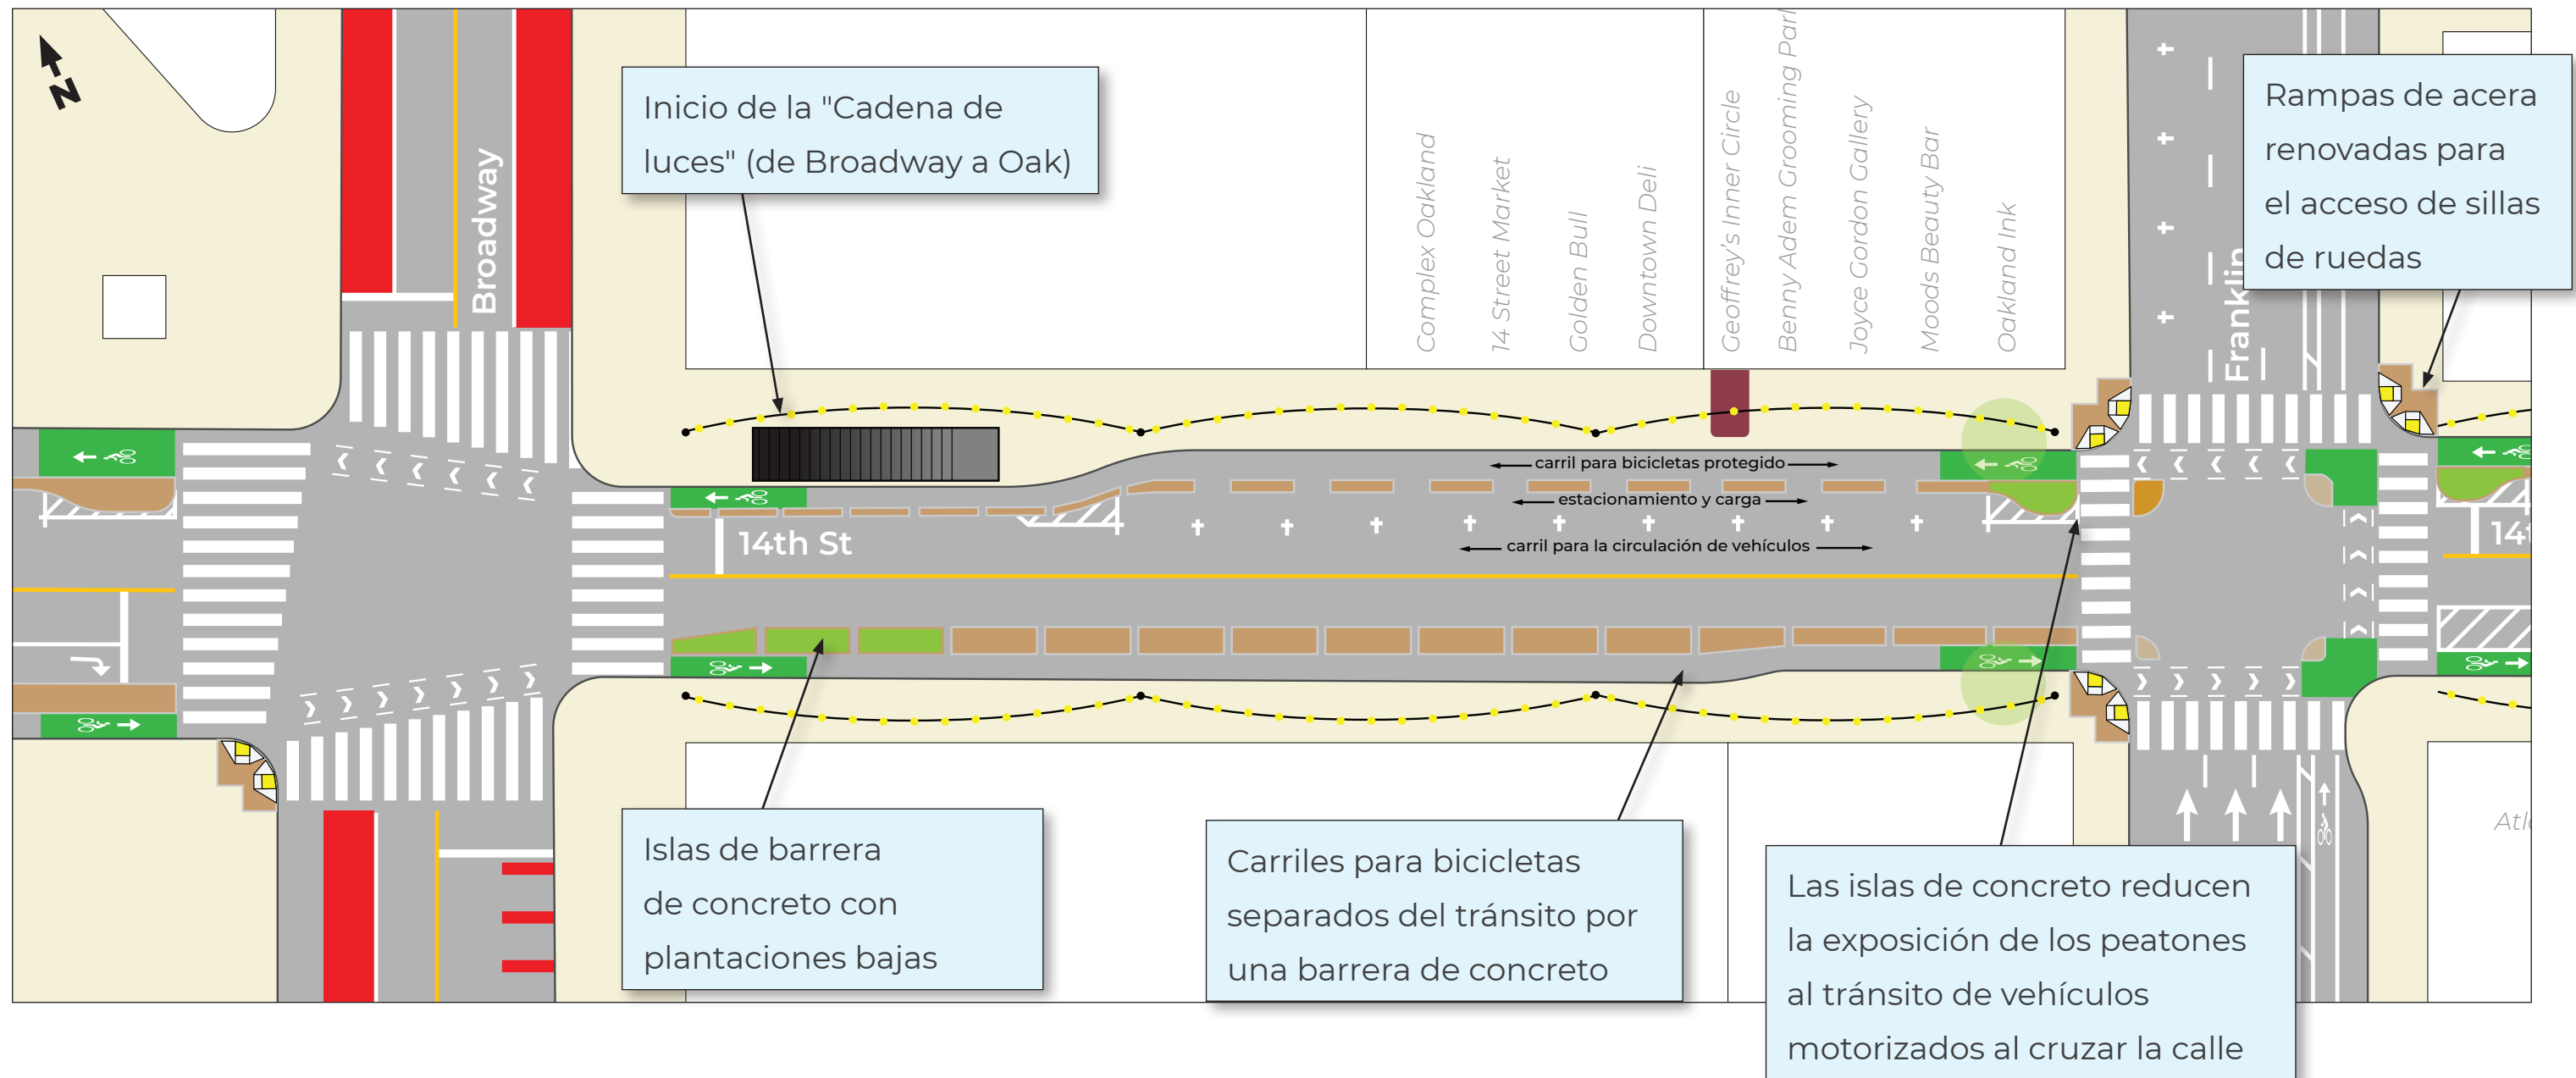 N
Broadway
Inicio de la "Cadena de
luces" (de Broadway a Oak)
Complex Oakland
14 Street Market
Golden Bull
Downtown Deli
Geoffrey's Inner Circle
Benny Adem Grooming Parl
Joyce Gordon Gallery
Moods Beauty Bar
Oakland Ink
Franklin
Rampas de acera
renovadas para
el acceso de sillas
de ruedas
carril para bicicletas protegido
estacionamiento y carga
carril para la circulación de vehículos
14th St
14t
Islas de barrera
de concreto con
plantaciones bajas
Carriles para bicicletas
separados del tránsito por
una barrera de concreto
Las islas de concreto reducen
la exposición de los peatones
al tránsito de vehículos
motorizados al cruzar la calle